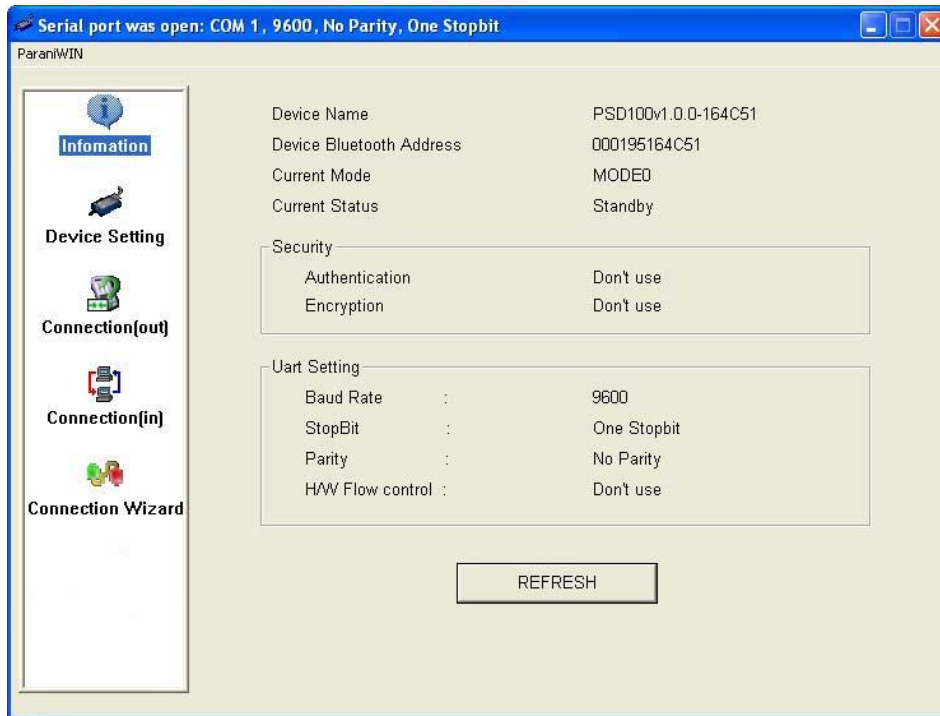 Serial port was open: COM 1, 9600, No Parity, One Stopbit
ParaniWIN
Infomation
Device Setting
Connection(out)
Connection(in)
Connection Wizard
Device Name PSD100v1.0.0-164C51
Device Bluetooth Address 000195164C51
Current Mode MODE0
Current Status Standby
Security
Authentication Don't use
Encryption Don't use
Uart Setting
Baud Rate : 9600
StopBit : One Stopbit
Parity : No Parity
H/W Flow control : Don't use
REFRESH